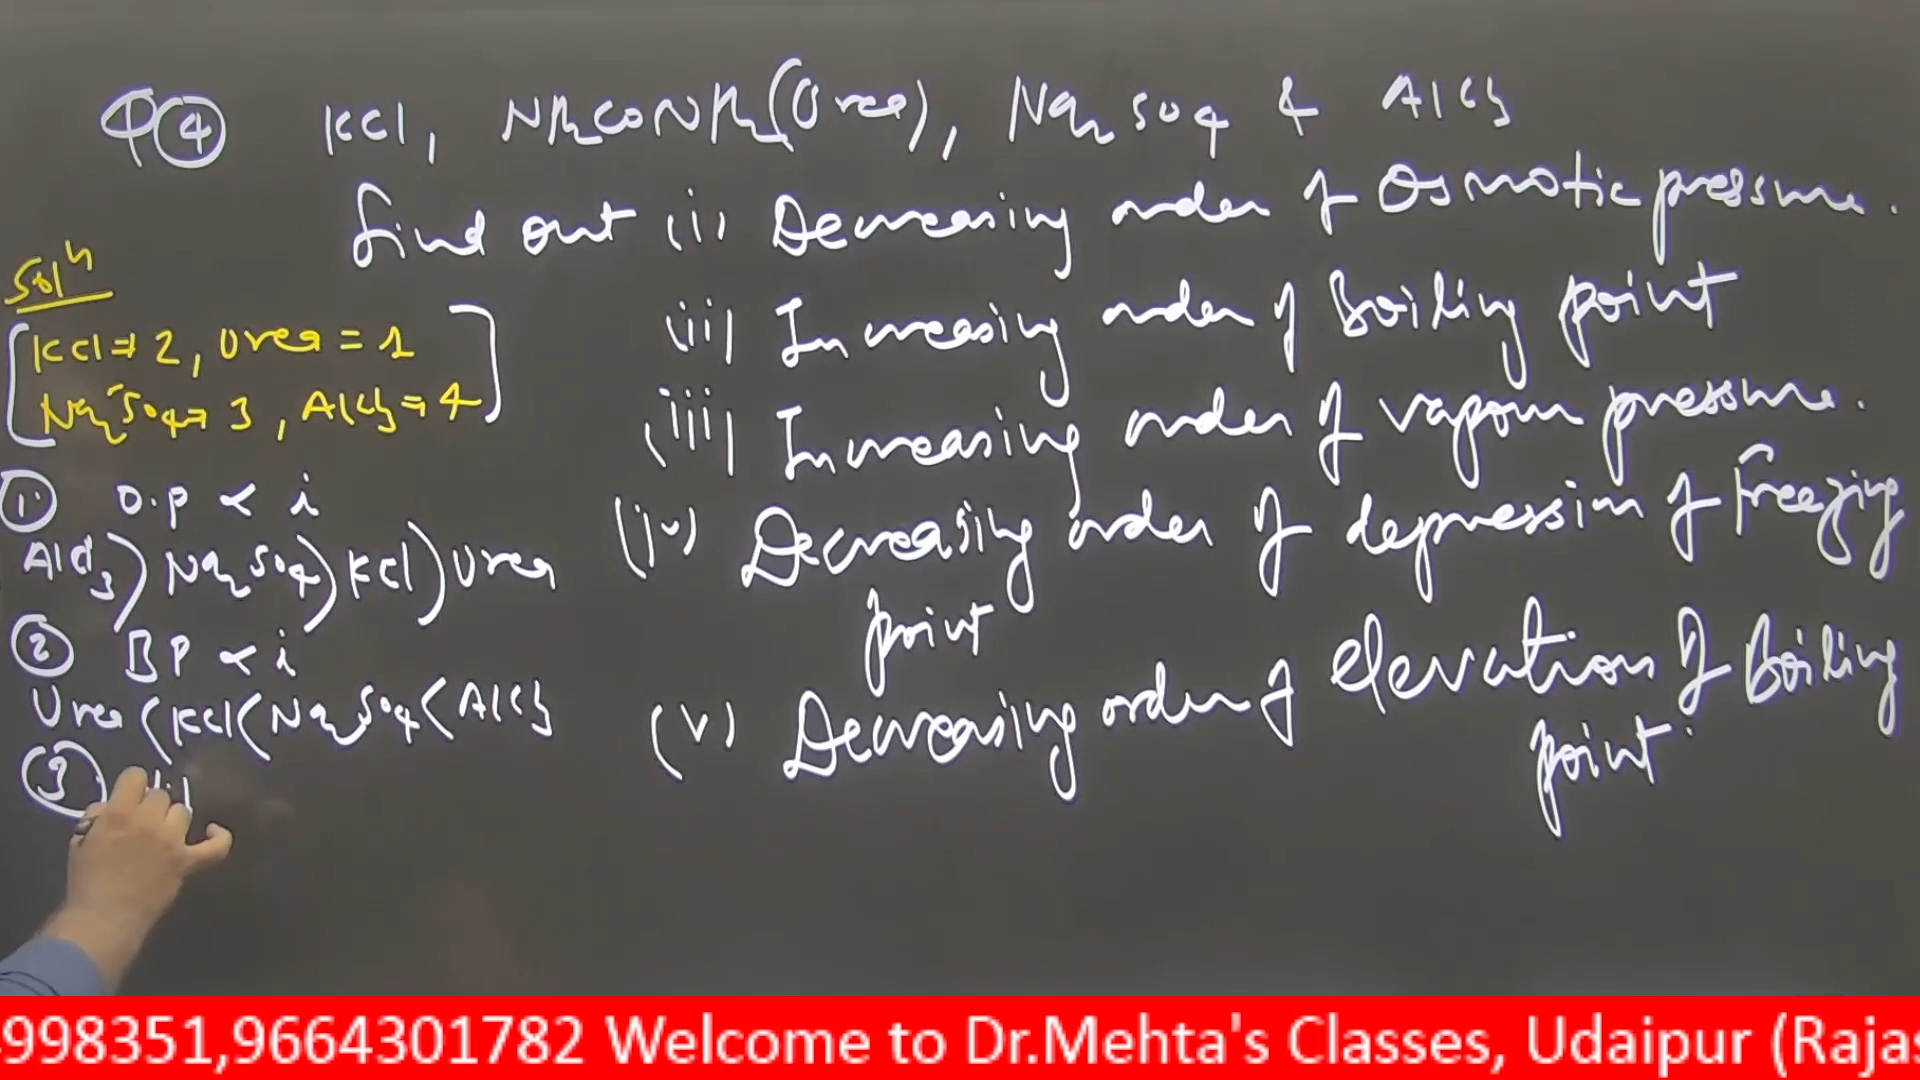 Q④ KCl, NH₂CONH₂(Urea), Na₂SO₄ & AlCl₃
find out (i) Decreasing order of Osmotic pressure.
(ii) Increasing order of Boiling point
(iii) Increasing order of vapour pressure.
(iv) Decreasing order of depression of Freezing
point
(v) Decreasing order of elevation of Boiling
point.
Solⁿ
KCl ⇒ 2, Urea = 1
Na₂SO₄ ⇒ 3, AlCl₃ ⇒ 4
① O.P ∝ i
AlCl₃ > Na₂SO₄ > KCl > Urea
② BP ∝ i
Urea < KCl < Na₂SO₄ < AlCl₃
③
998351,9664301782 Welcome to Dr.Mehta's Classes, Udaipur (Rajas